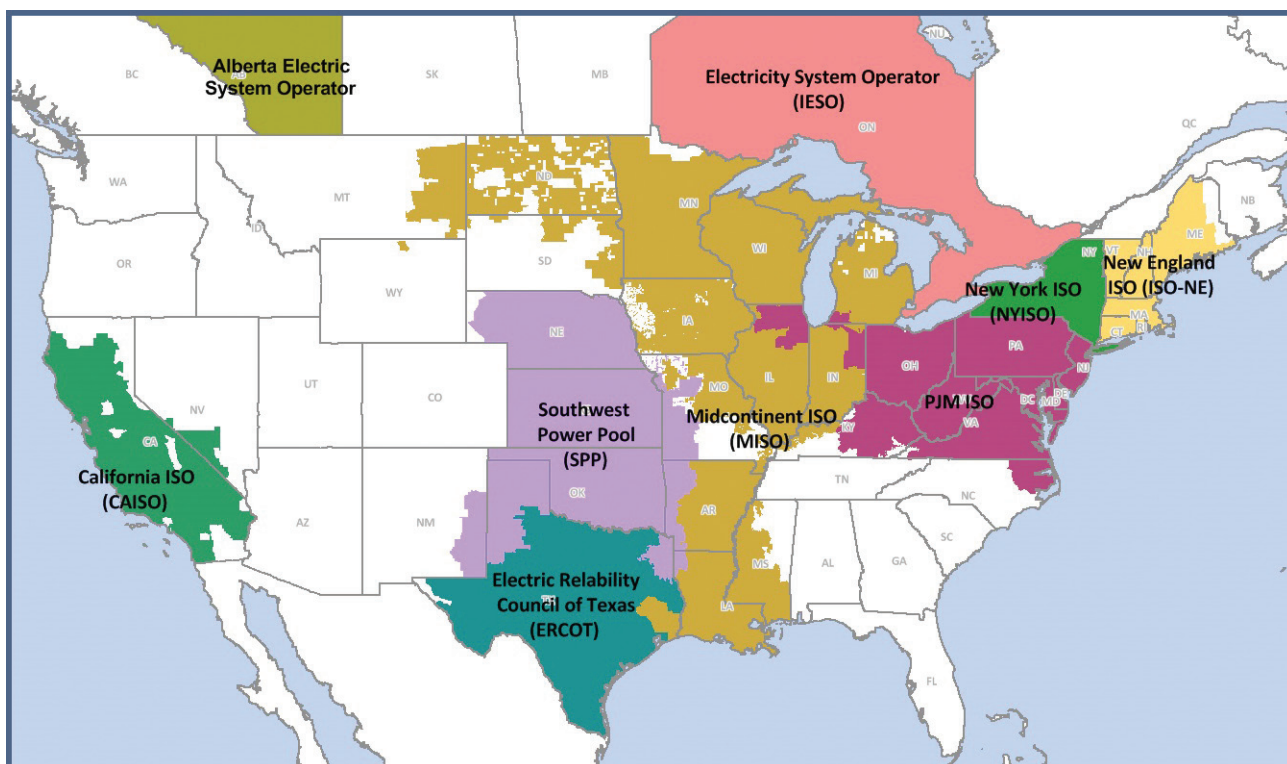 NU
BC
AB
SK
MB
Alberta Electric
System Operator
Electricity System Operator
(IESO)
ON
QC
WA
MT
ND
MN
NB
ME
OR
ID
SD
WI
MI
NY
VT
NH
New England
ISO (ISO-NE)
New York ISO
(NYISO)
MA
CT
RI
WY
IA
NE
PA
NJ
NV
UT
CO
IL
IN
OH
MO
DE
MD
DC
Southwest
Power Pool
(SPP)
Midcontinent ISO
(MISO)
PJM ISO
KY
VA
CA
California ISO
(CAISO)
AZ
NM
OK
AR
TN
NC
SC
MS
AL
GA
LA
Electric Relability
Council of Texas
(ERCOT)
FL